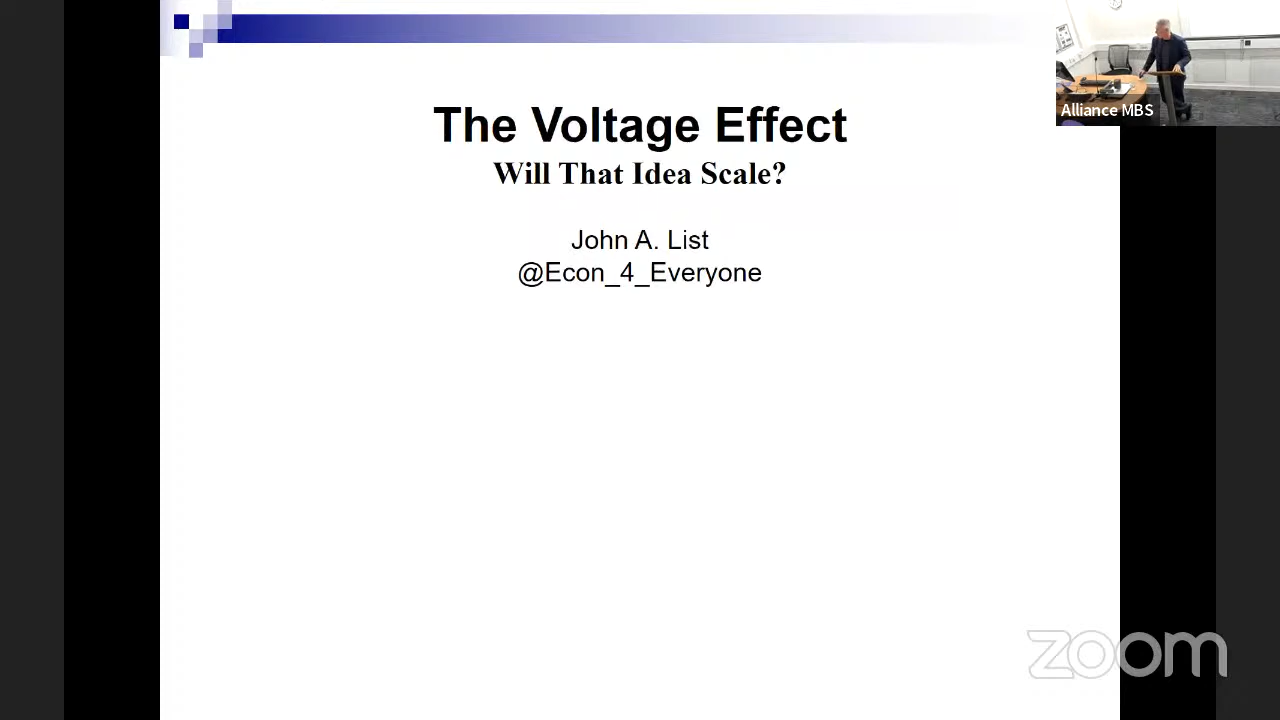 The Voltage Effect
Will That Idea Scale?
John A. List
@Econ_4_Everyone
Alliance MBS
zoom